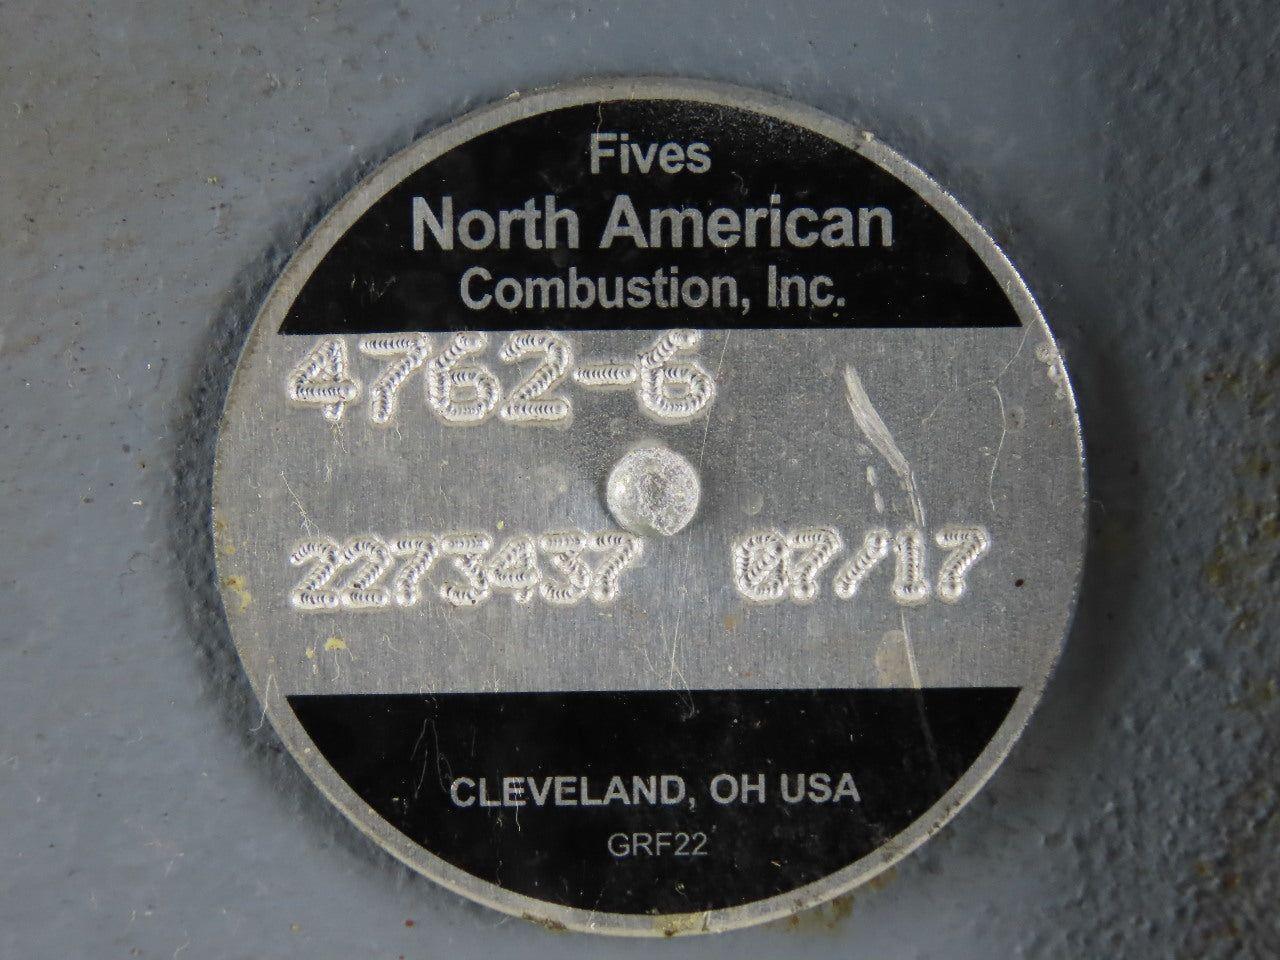 Fives
North American
Combustion, Inc.
4762-6
2273437 07/17
CLEVELAND, OH USA
GRF22